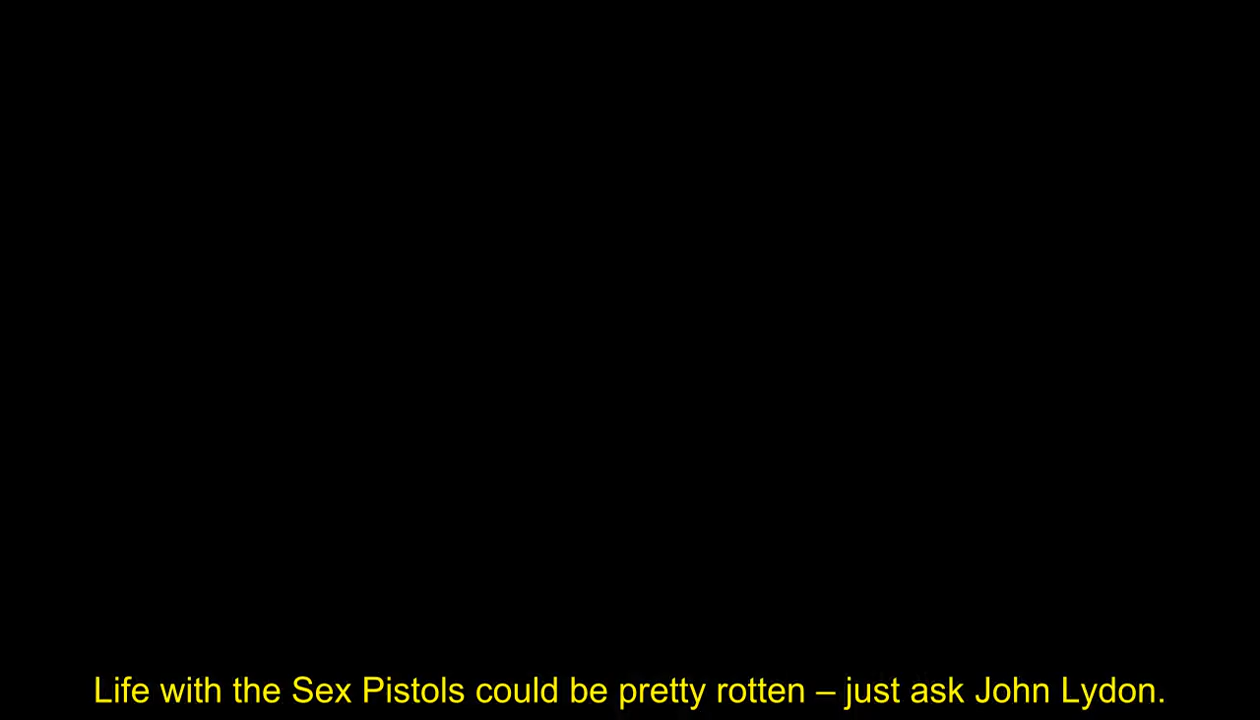 Life with the Sex Pistols could be pretty rotten – just ask John Lydon.